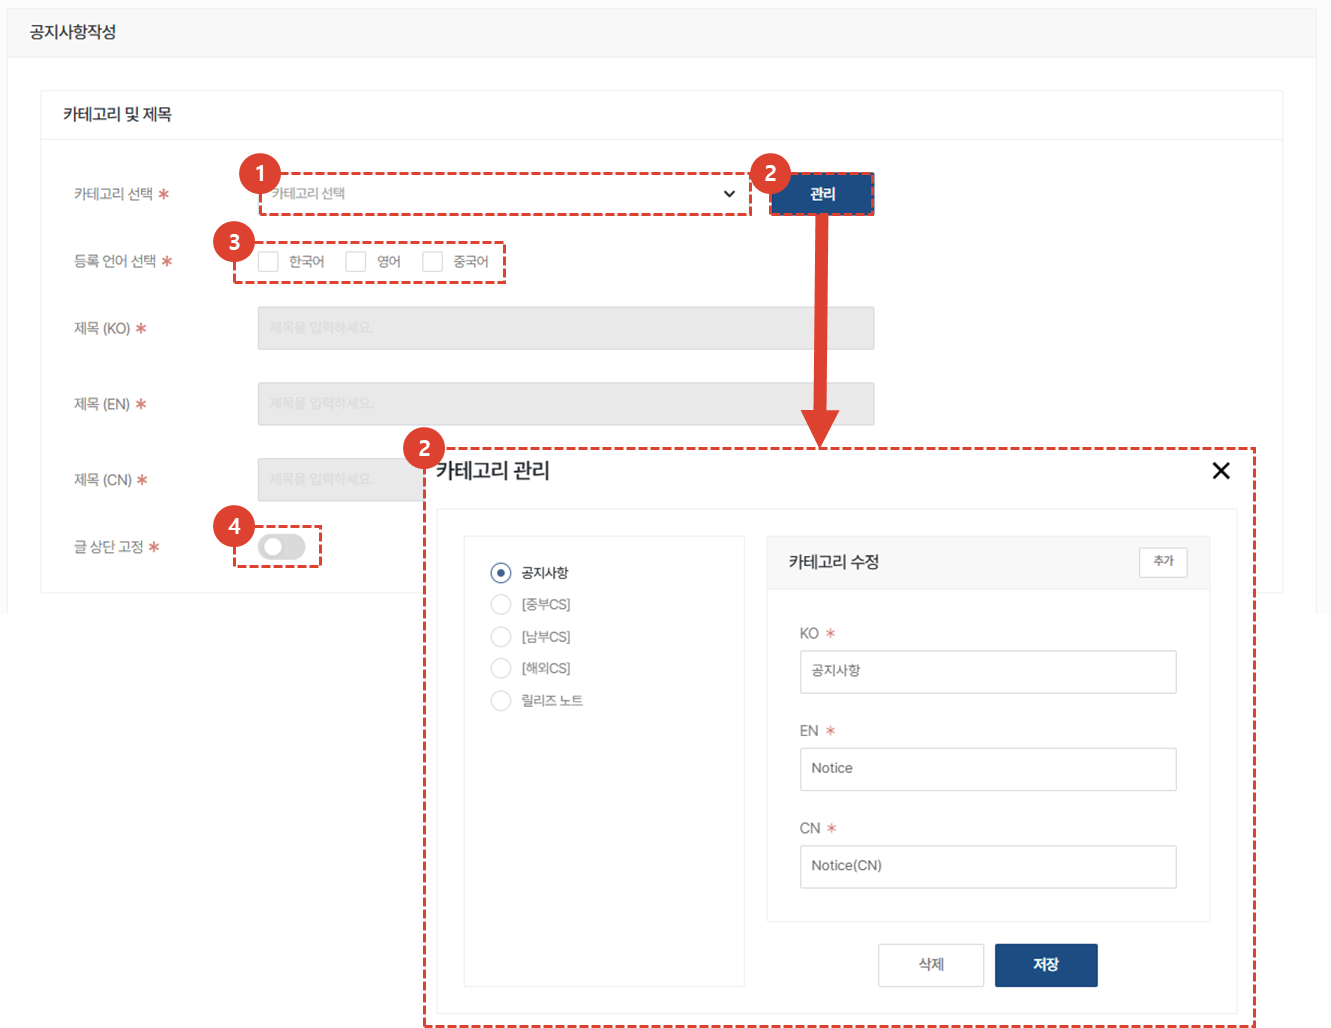 공지사항작성
카테고리 및 제목
카테고리 선택 *
1
카테고리 선택
2
관리
등록 언어 선택 *
3
한국어 영어 중국어
제목 (KO) *
제목을 입력하세요.
제목 (EN) *
제목을 입력하세요.
제목 (CN) *
제목을 입력하세요.
글 상단 고정 *
4
2
카테고리 관리
공지사항
[중부CS]
[남부CS]
[해외CS]
릴리즈 노트
카테고리 수정
추가
KO *
공지사항
EN *
Notice
CN *
Notice(CN)
삭제
저장